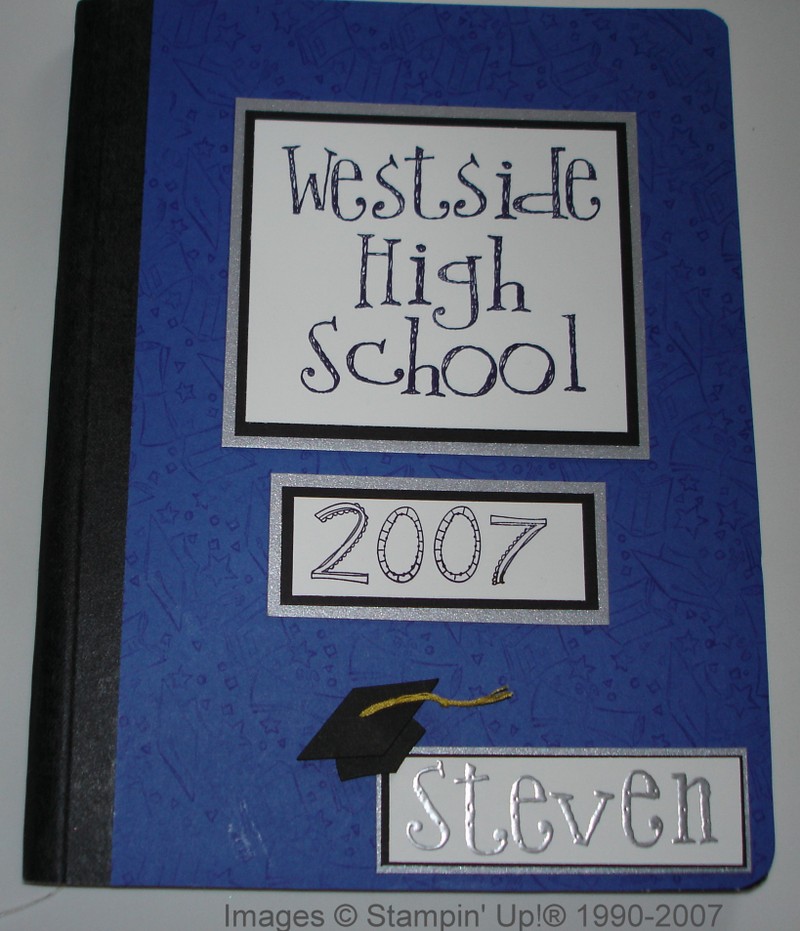 Westside
High
School
2007
Steven
Images © Stampin' Up!® 1990-2007